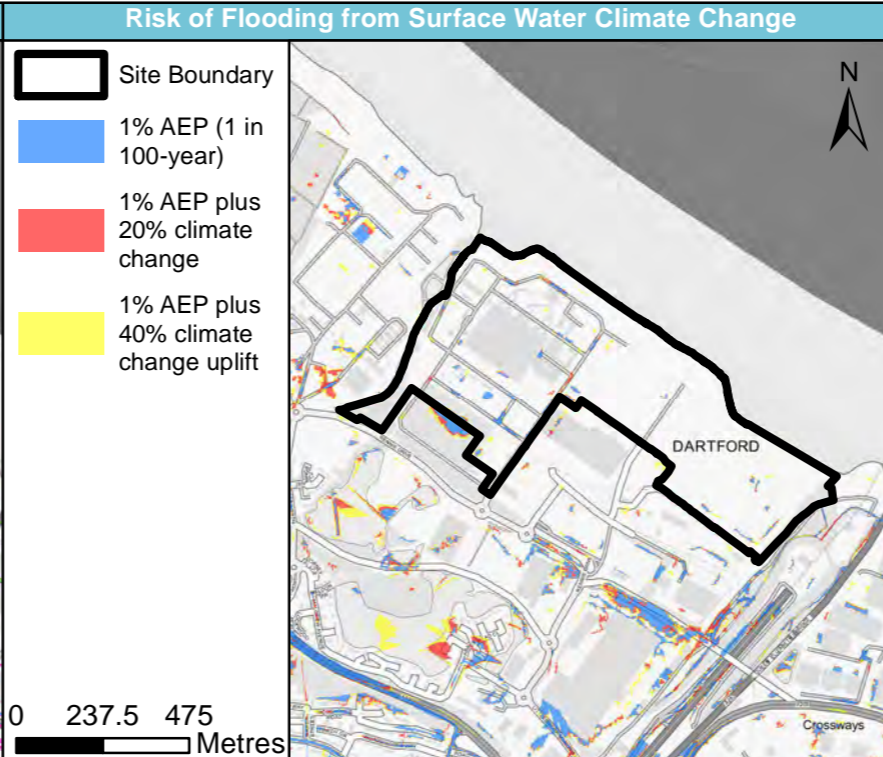 Risk of Flooding from Surface Water Climate Change
Site Boundary
1% AEP (1 in
100-year)
1% AEP plus
20% climate
change
1% AEP plus
40% climate
change uplift
0 237.5 475
Metres
N
DARTFORD
Crossways